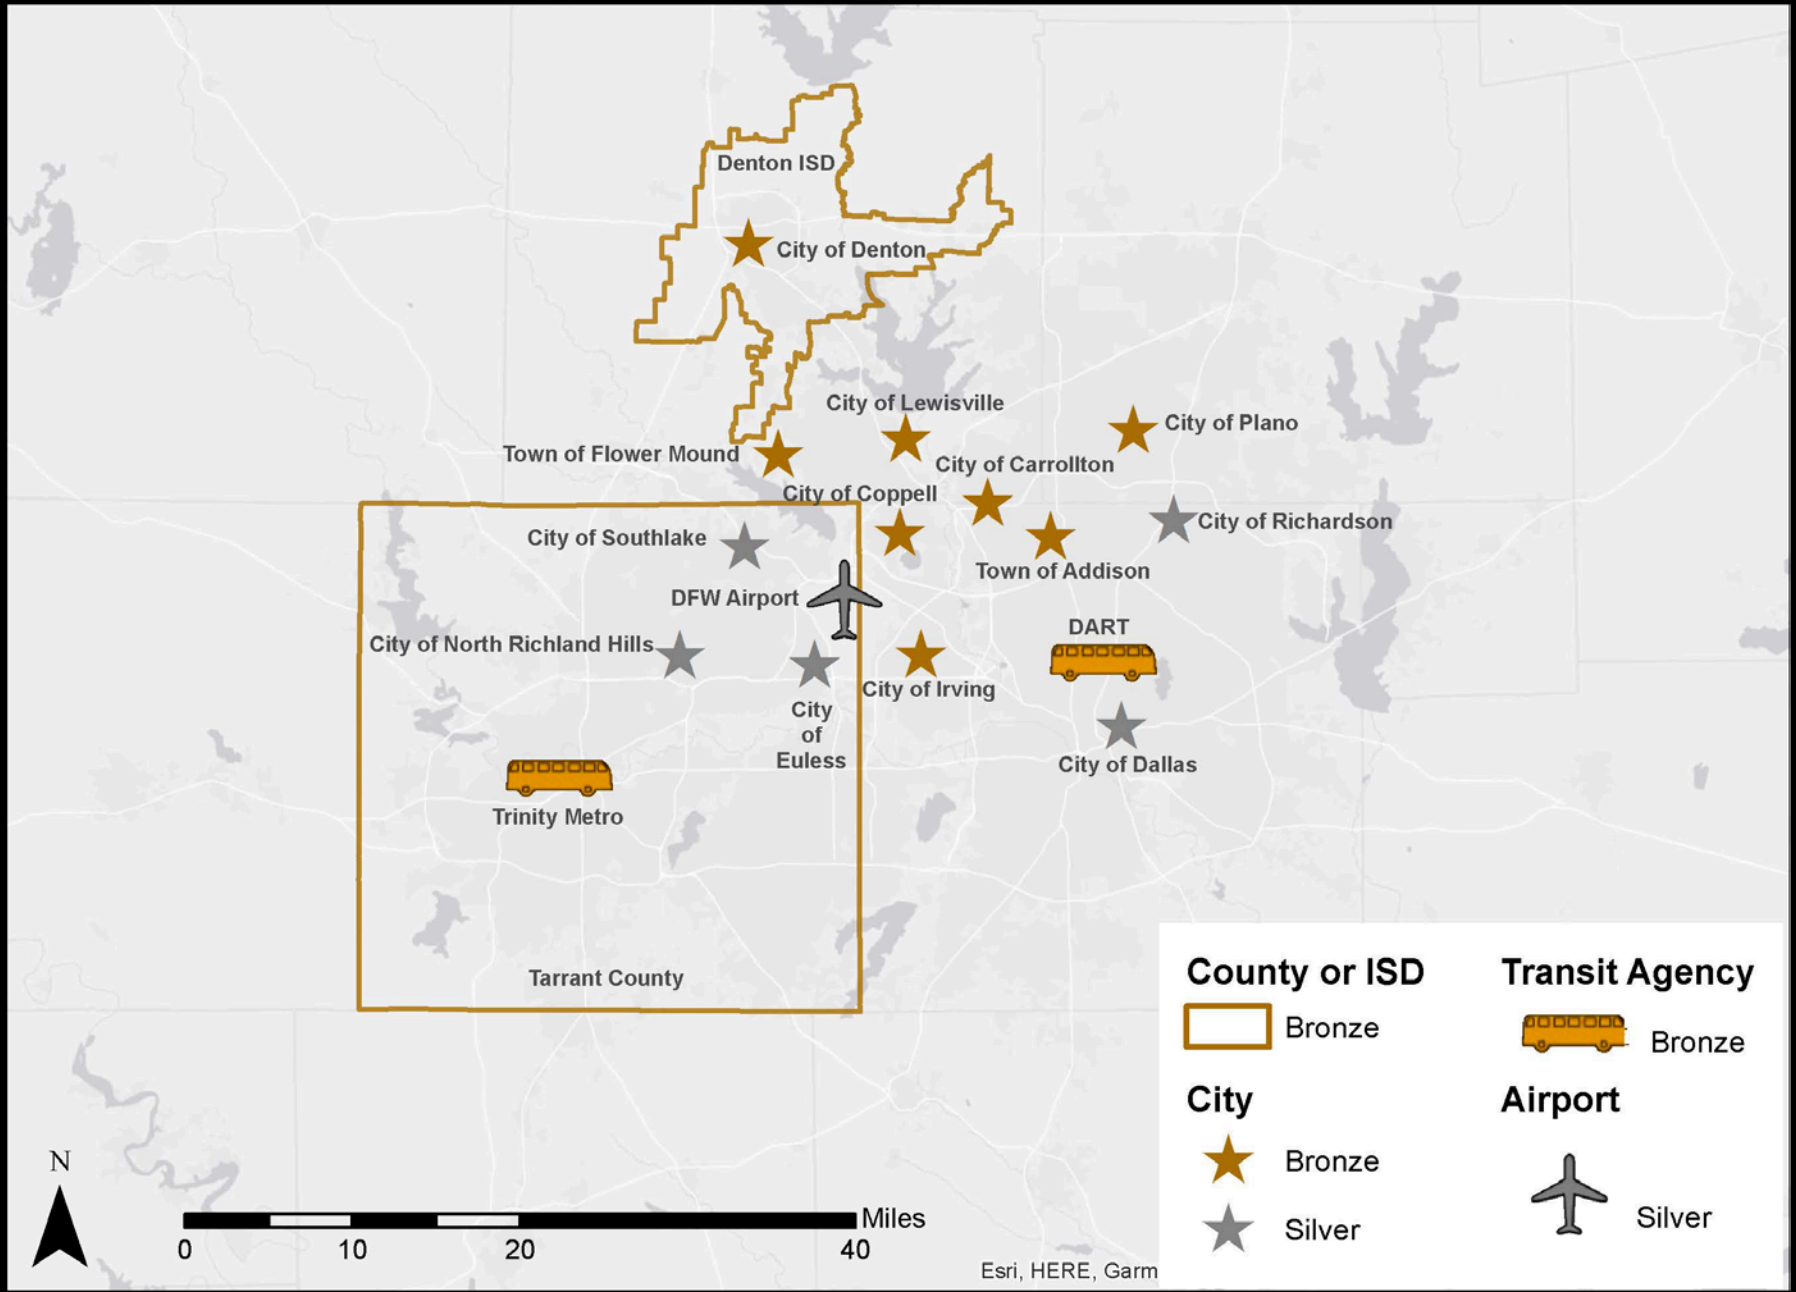 Denton ISD
City of Denton
City of Lewisville
City of Plano
Town of Flower Mound
City of Carrollton
City of Coppell
City of Southlake
City of Richardson
Town of Addison
DFW Airport
DART
City of North Richland Hills
City of Irving
City
of
Euless
City of Dallas
Trinity Metro
Tarrant County
County or ISD
Bronze
Transit Agency
Bronze
City
Bronze
Silver
Airport
Silver
N
Miles
0 10 20 40
Esri, HERE, Garm